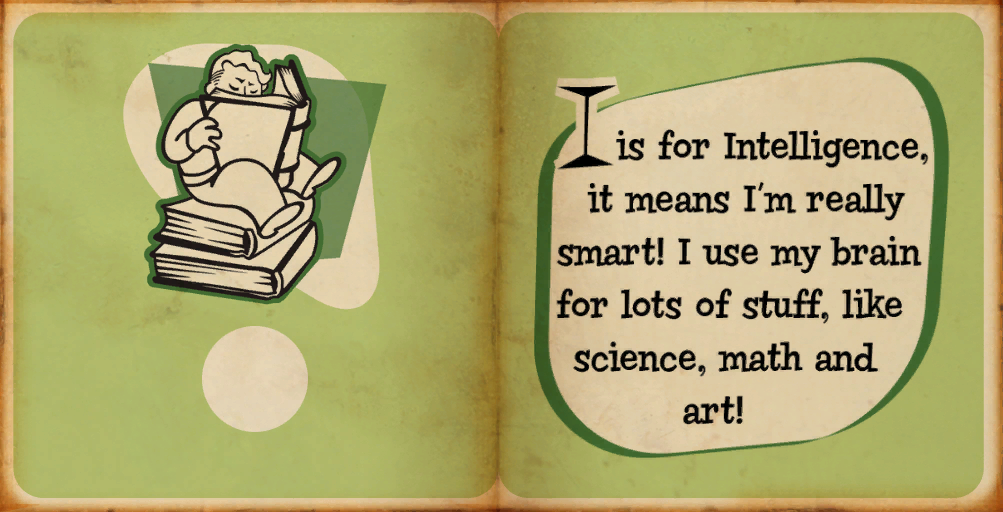 I is for Intelligence,
it means I'm really
smart! I use my brain
for lots of stuff, like
science, math and
art!